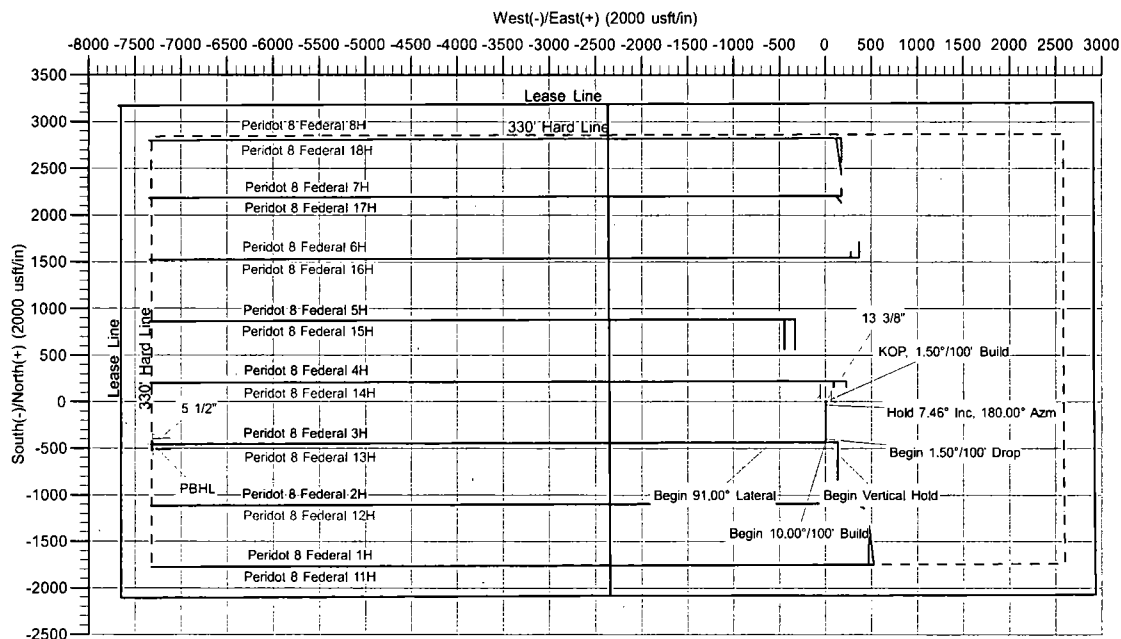 West(-)/East(+) (2000 usft/in)
-8000 -7500 -7000 -6500 -6000 -5500 -5000 -4500 -4000 -3500 -3000 -2500 -2000 -1500 -1000 -500 0 500 1000 1500 2000 2500 3000
South(-)/North(+) (2000 usft/in)
3500
3000
2500
2000
1500
1000
500
0
-500
-1000
-1500
-2000
-2500
Lease Line
330' Hard Line
Peridot 8 Federal 8H
Peridot 8 Federal 18H
Peridot 8 Federal 7H
Peridot 8 Federal 17H
Peridot 8 Federal 6H
Peridot 8 Federal 16H
Peridot 8 Federal 5H
Peridot 8 Federal 15H
13 3/8"
Lease Line
330' Hard Line
KOP, 1.50°/100' Build
Peridot 8 Federal 4H
Peridot 8 Federal 14H
5 1/2"
Hold 7.46° Inc, 180.00° Azm
Peridot 8 Federal 3H
Peridot 8 Federal 13H
Begin 1.50°/100' Drop
PBHL
Peridot 8 Federal 2H
Begin 91.00° Lateral
Begin Vertical Hold
Peridot 8 Federal 12H
Begin 10.00°/100' Build
Peridot 8 Federal 1H
Peridot 8 Federal 11H